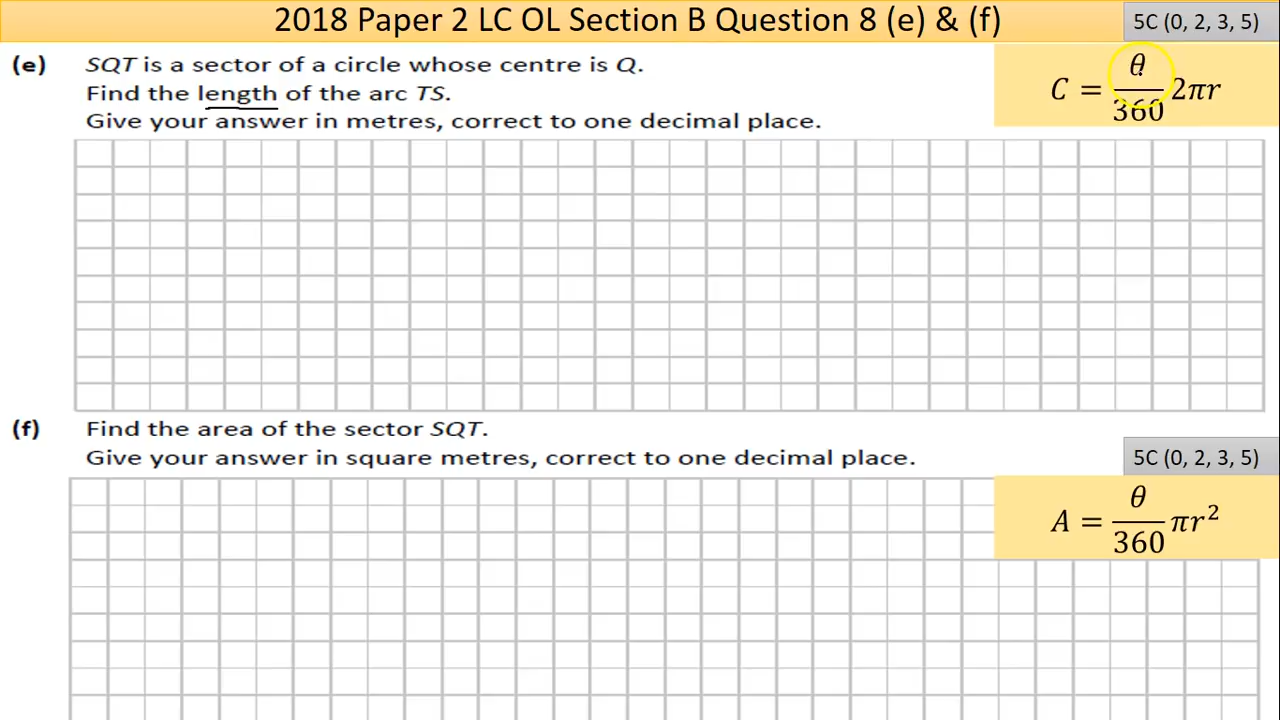 2018 Paper 2 LC OL Section B Question 8 (e) & (f)
5C (0, 2, 3, 5)
(e) SQT is a sector of a circle whose centre is Q.
Find the length of the arc TS.
Give your answer in metres, correct to one decimal place.
C = θ/360 2πr
(f) Find the area of the sector SQT.
Give your answer in square metres, correct to one decimal place.
5C (0, 2, 3, 5)
A = θ/360 πr²